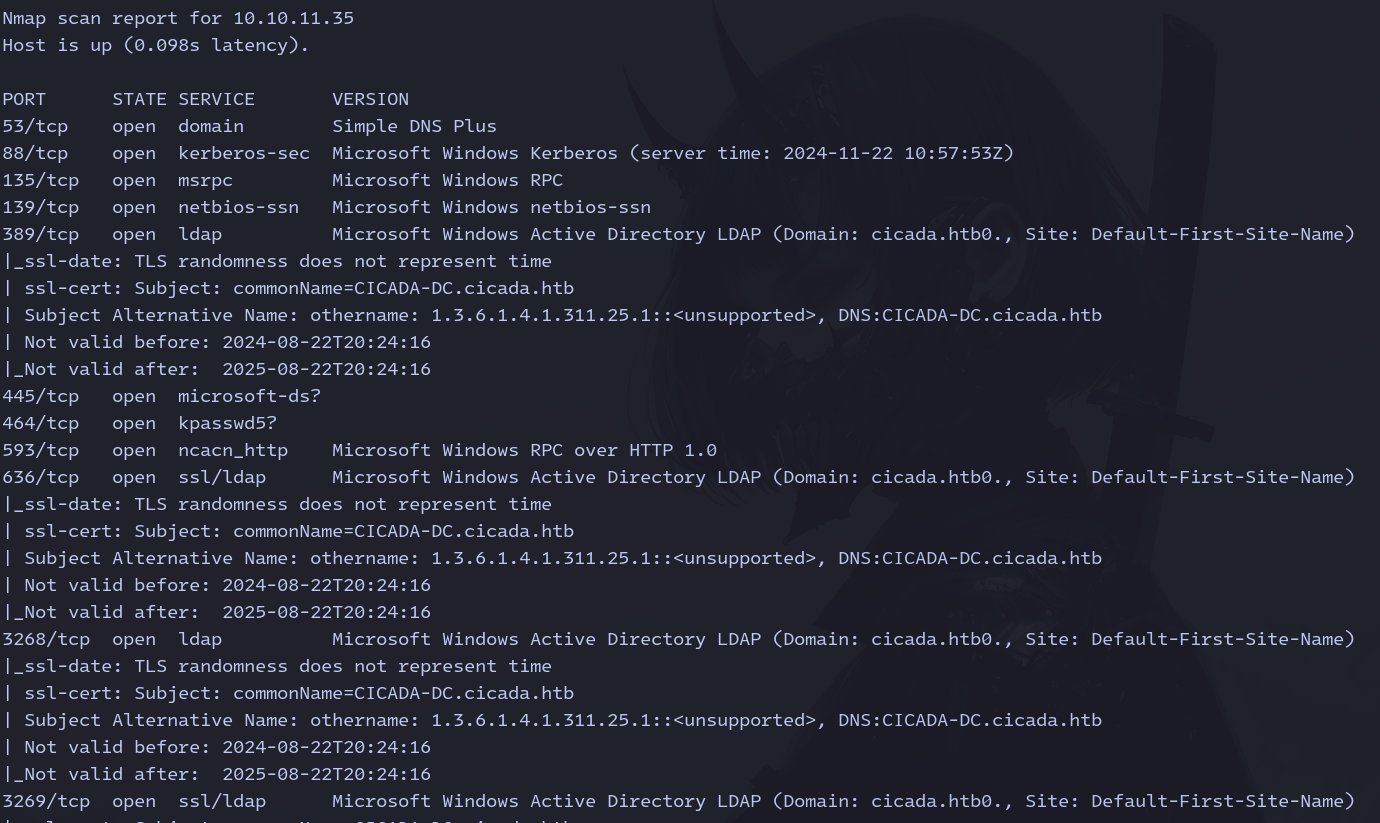 Nmap scan report for 10.10.11.35
Host is up (0.098s latency).
PORT      STATE SERVICE       VERSION
53/tcp    open  domain        Simple DNS Plus
88/tcp    open  kerberos-sec  Microsoft Windows Kerberos (server time: 2024-11-22 10:57:53Z)
135/tcp   open  msrpc         Microsoft Windows RPC
139/tcp   open  netbios-ssn   Microsoft Windows netbios-ssn
389/tcp   open  ldap          Microsoft Windows Active Directory LDAP (Domain: cicada.htb0., Site: Default-First-Site-Name)
|_ssl-date: TLS randomness does not represent time
| ssl-cert: Subject: commonName=CICADA-DC.cicada.htb
| Subject Alternative Name: othername: 1.3.6.1.4.1.311.25.1::<unsupported>, DNS:CICADA-DC.cicada.htb
| Not valid before: 2024-08-22T20:24:16
|_Not valid after:  2025-08-22T20:24:16
445/tcp   open  microsoft-ds?
464/tcp   open  kpasswd5?
593/tcp   open  ncacn_http    Microsoft Windows RPC over HTTP 1.0
636/tcp   open  ssl/ldap      Microsoft Windows Active Directory LDAP (Domain: cicada.htb0., Site: Default-First-Site-Name)
|_ssl-date: TLS randomness does not represent time
| ssl-cert: Subject: commonName=CICADA-DC.cicada.htb
| Subject Alternative Name: othername: 1.3.6.1.4.1.311.25.1::<unsupported>, DNS:CICADA-DC.cicada.htb
| Not valid before: 2024-08-22T20:24:16
|_Not valid after:  2025-08-22T20:24:16
3268/tcp  open  ldap          Microsoft Windows Active Directory LDAP (Domain: cicada.htb0., Site: Default-First-Site-Name)
|_ssl-date: TLS randomness does not represent time
| ssl-cert: Subject: commonName=CICADA-DC.cicada.htb
| Subject Alternative Name: othername: 1.3.6.1.4.1.311.25.1::<unsupported>, DNS:CICADA-DC.cicada.htb
| Not valid before: 2024-08-22T20:24:16
|_Not valid after:  2025-08-22T20:24:16
3269/tcp  open  ssl/ldap      Microsoft Windows Active Directory LDAP (Domain: cicada.htb0., Site: Default-First-Site-Name)